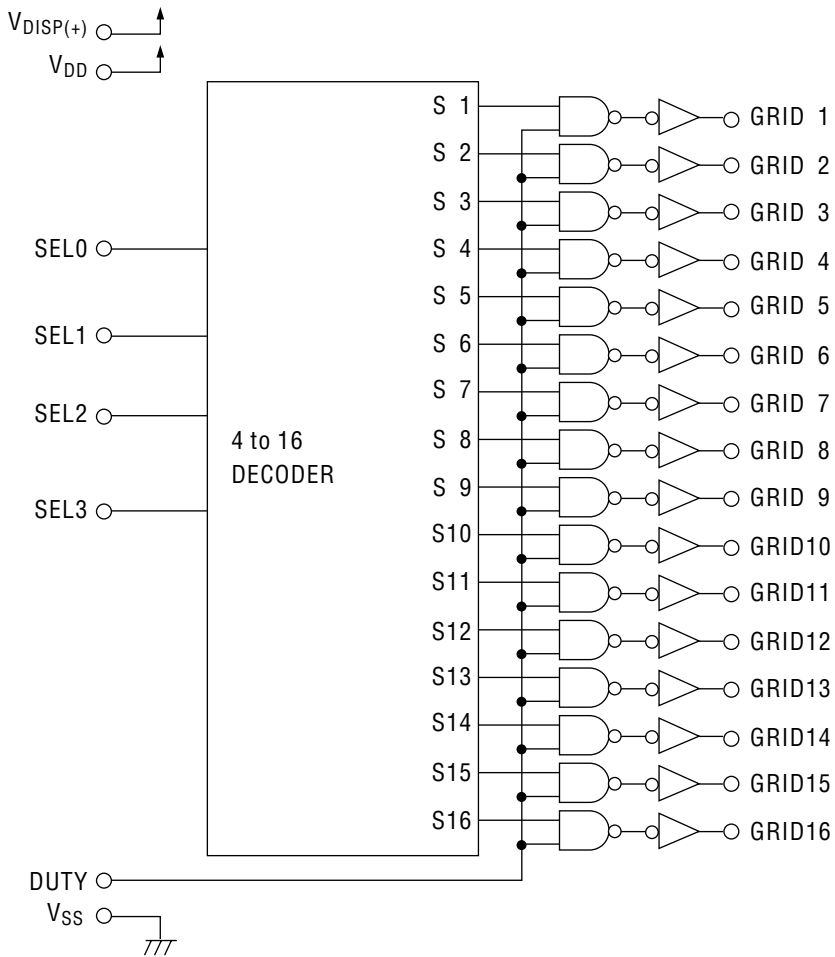 VDISP(+)
VDD
SEL0
SEL1
SEL2
SEL3
DUTY
VSS
4 to 16
DECODER
S 1
S 2
S 3
S 4
S 5
S 6
S 7
S 8
S 9
S10
S11
S12
S13
S14
S15
S16
GRID 1
GRID 2
GRID 3
GRID 4
GRID 5
GRID 6
GRID 7
GRID 8
GRID 9
GRID10
GRID11
GRID12
GRID13
GRID14
GRID15
GRID16